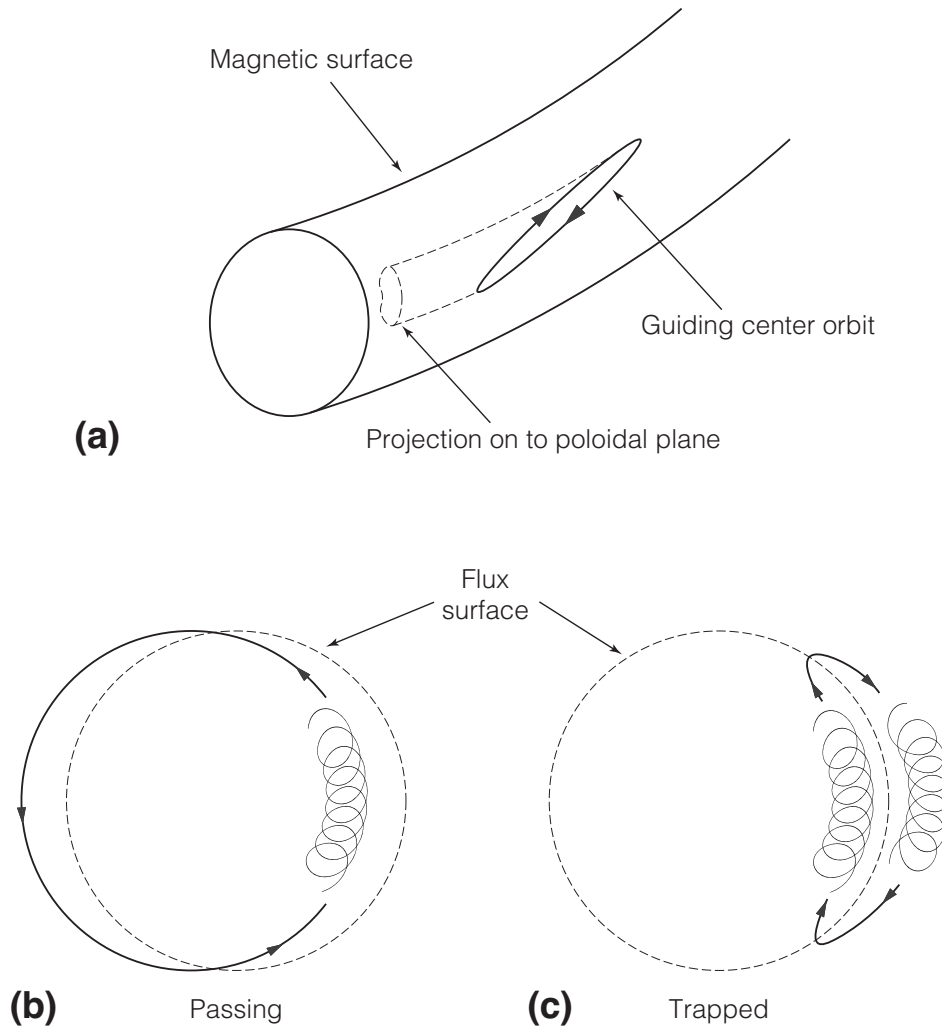 Magnetic surface
Guiding center orbit
(a)
Projection on to poloidal plane
Flux
surface
(b)
Passing
(c)
Trapped